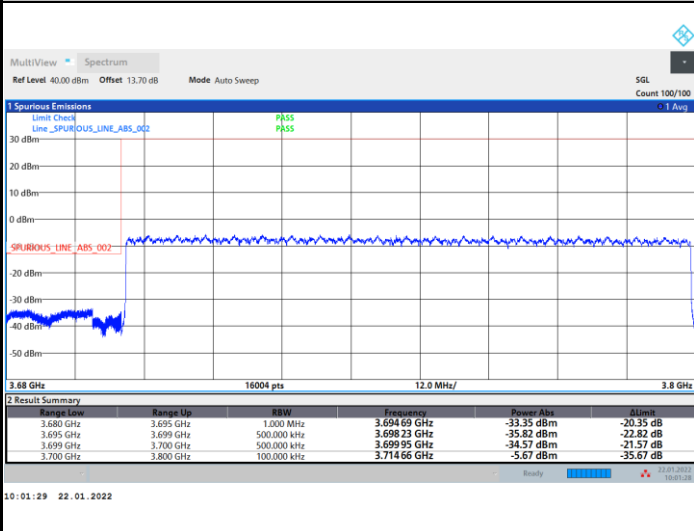 MultiView Spectrum
Ref Level 40.00 dBm Offset 13.70 dB Mode Auto Sweep SGL
Count 100/100
1 Spurious Emissions 1 Avg
Limit Check PASS
Line _SPURIOUS_LINE_ABS_002 PASS
30 dBm
20 dBm
10 dBm
0 dBm
_SPURIOUS_LINE_ABS_002
-20 dBm
-30 dBm
-40 dBm
-50 dBm
3.68 GHz 16004 pts 12.0 MHz/ 3.8 GHz
2 Result Summary
Range Low Range Up RBW Frequency Power Abs ΔLimit
3.680 GHz 3.695 GHz 1.000 MHz 3.694 69 GHz -33.35 dBm -20.35 dB
3.695 GHz 3.699 GHz 500.000 kHz 3.698 23 GHz -35.82 dBm -22.82 dB
3.699 GHz 3.700 GHz 500.000 kHz 3.699 95 GHz -34.57 dBm -21.57 dB
3.700 GHz 3.800 GHz 100.000 kHz 3.714 66 GHz -5.67 dBm -35.67 dB
Ready 22.01.2022
10:01:28
10:01:29 22.01.2022